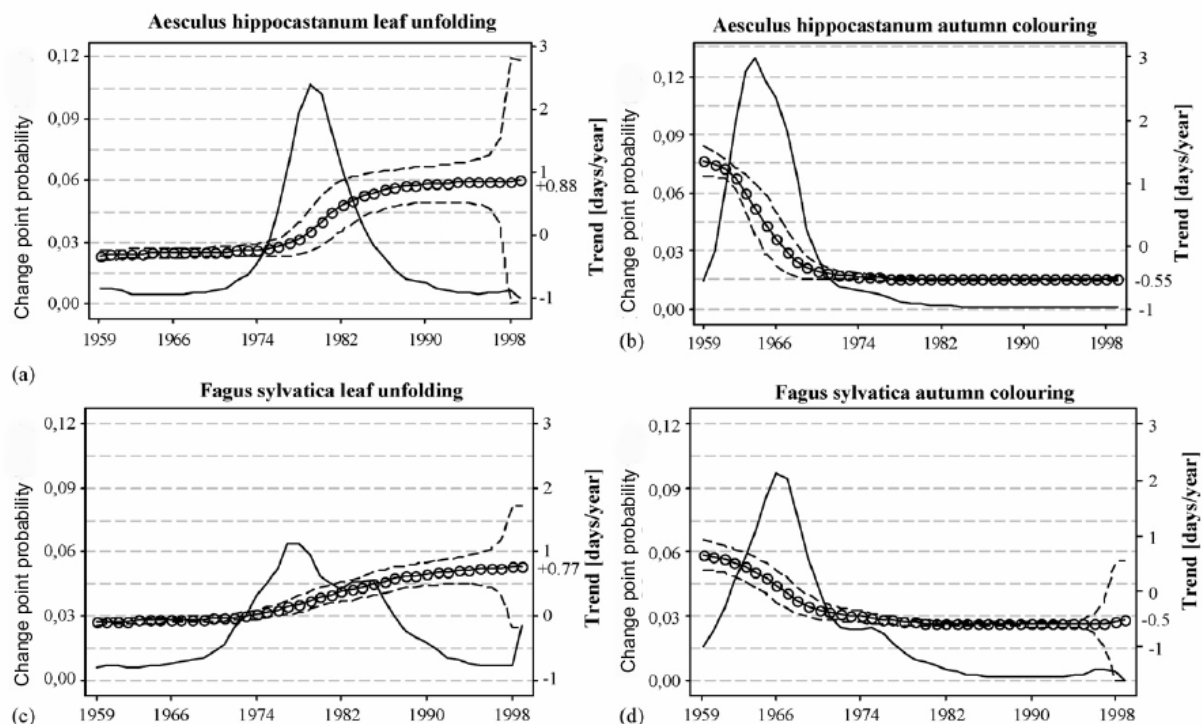 Aesculus hippocastanum leaf unfolding
Change point probability
0,12
0,09
0,06
0,03
0,00
3
2
1
+0.88
0
-1
Trend [days/year]
1959 1966 1974 1982 1990 1998
(a)
Aesculus hippocastanum autumn colouring
Change point probability
0,12
0,09
0,06
0,03
0,00
3
2
1
0
-0.55
-1
Trend [days/year]
1959 1966 1974 1982 1990 1998
(b)
Fagus sylvatica leaf unfolding
Change point probability
0,12
0,09
0,06
0,03
0,00
3
2
1
+0.77
0
-1
Trend [days/year]
1959 1966 1974 1982 1990 1998
(c)
Fagus sylvatica autumn colouring
Change point probability
0,12
0,09
0,06
0,03
0,00
3
2
1
0
-0.5
-1
Trend [days/year]
1959 1966 1974 1982 1990 1998
(d)